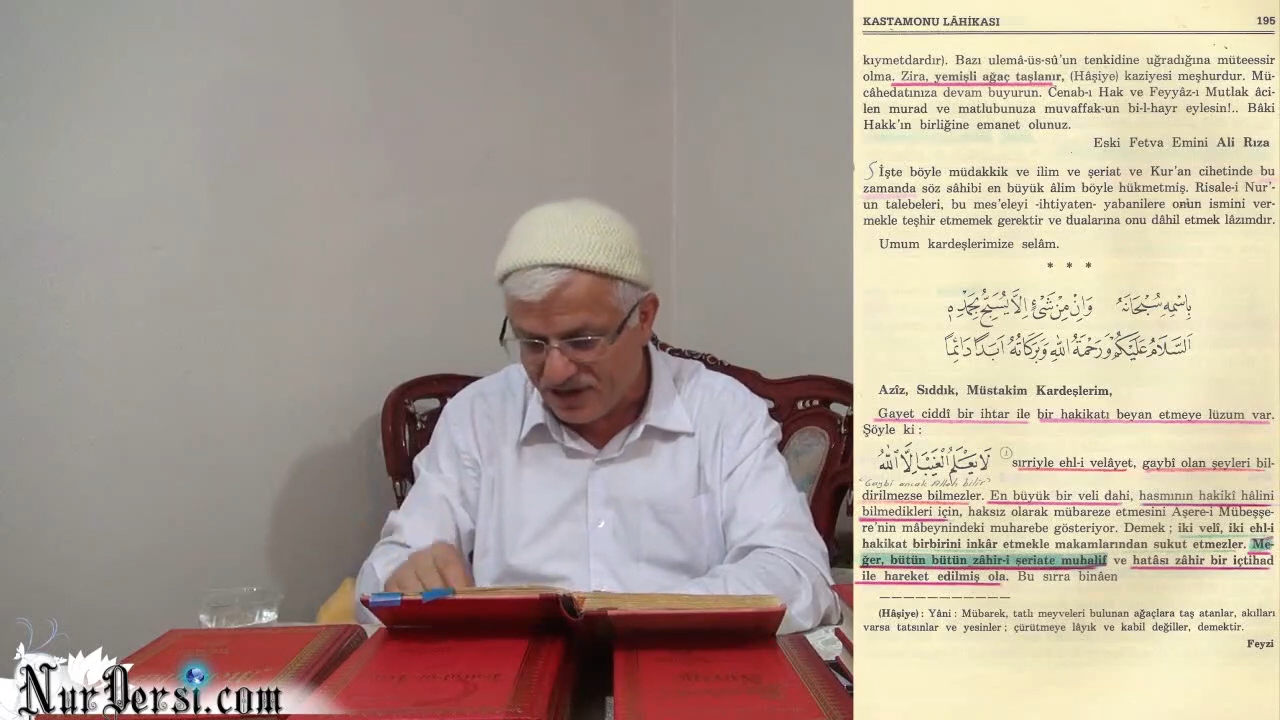 KASTAMONU LÂHİKASI 195
kıymetdardır). Bazı ulemâ-üs-sû'un tenkidine uğradığına müteessir
olma. Zira, yemişli ağaç taşlanır, (Hâşiye) kaziyesi meşhurdur. Mü-
câhedatınıza devam buyurun. Cenab-ı Hak ve Feyyâz-ı Mutlak âci-
len murad ve matlubunuza muvaffak-un bi-l-hayr eylesin!.. Bâki
Hakk'ın birliğine emanet olunuz.
Eski Fetva Emini Ali Rıza
İşte böyle müdakkik ve ilim ve şeriat ve Kur'an cihetinde bu
zamanda söz sâhibi en büyük âlim böyle hükmetmiş. Risale-i Nur'-
un talebeleri, bu mes'eleyi -ihtiyaten- yabanilere onun ismini ver-
mekle teşhir etmemek gerektir ve dualarına onu dâhil etmek lâzımdır.
Umum kardeşlerimize selâm.
* * *
بِاسْمِهِ سُبْحَانَهُ وَاِنْ مِنْ شَىْءٍ اِلَّا يُسَبِّحُ بِحَمْدِهِ
اَلسَّلَامُ عَلَيْكُمْ وَرَحْمَةُ اللهِ وَبَرَكَاتُهُ اَبَدًا دَائِمًا
Azîz, Sıddık, Müstakim Kardeşlerim,
Gayet ciddî bir ihtar ile bir hakikatı beyan etmeye lüzum var.
Şöyle ki :
لَا يَعْلَمُ الْغَيْبَ اِلَّا اللهُ (1) sırriyle ehl-i velâyet, gaybî olan şeyleri bil-
"Gaybı ancak Allah bilir"
dirilmezse bilmezler. En büyük bir veli dahi, hasmının hakikî hâlini
bilmedikleri için, haksız olarak mübareze etmesini Aşere-i Mübeşşe-
re'nin mâbeynindeki muharebe gösteriyor. Demek ; iki velî, iki ehl-i
hakikat birbirini inkâr etmekle makamlarından sukut etmezler. Me-
ğer, bütün bütün zâhir-i şeriate muhalif ve hatâsı zâhir bir içtihad
ile hareket edilmiş ola. Bu sırra binâen
(Hâşiye) : Yâni : Mübarek, tatlı meyveleri bulunan ağaçlara taş atanlar, akılları
varsa tatsınlar ve yesinler ; çürütmeye lâyık ve kabil değiller, demektir.
Feyzi
NurDersi.com